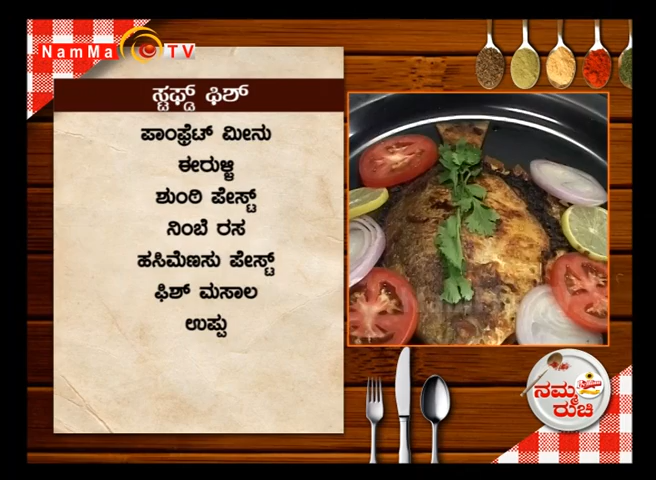 NamMa TV
ಸ್ಟಫ್ಡ್ ಫಿಶ್
ಪಾಂಫ್ರೆಟ್ ಮೀನು
ಈರುಳ್ಳಿ
ಶುಂಠಿ ಪೇಸ್ಟ್
ನಿಂಬೆ ರಸ
ಹಸಿಮೆಣಸು ಪೇಸ್ಟ್
ಫಿಶ್ ಮಸಾಲ
ಉಪ್ಪು
ನಮ್ಮ
ರುಚಿ